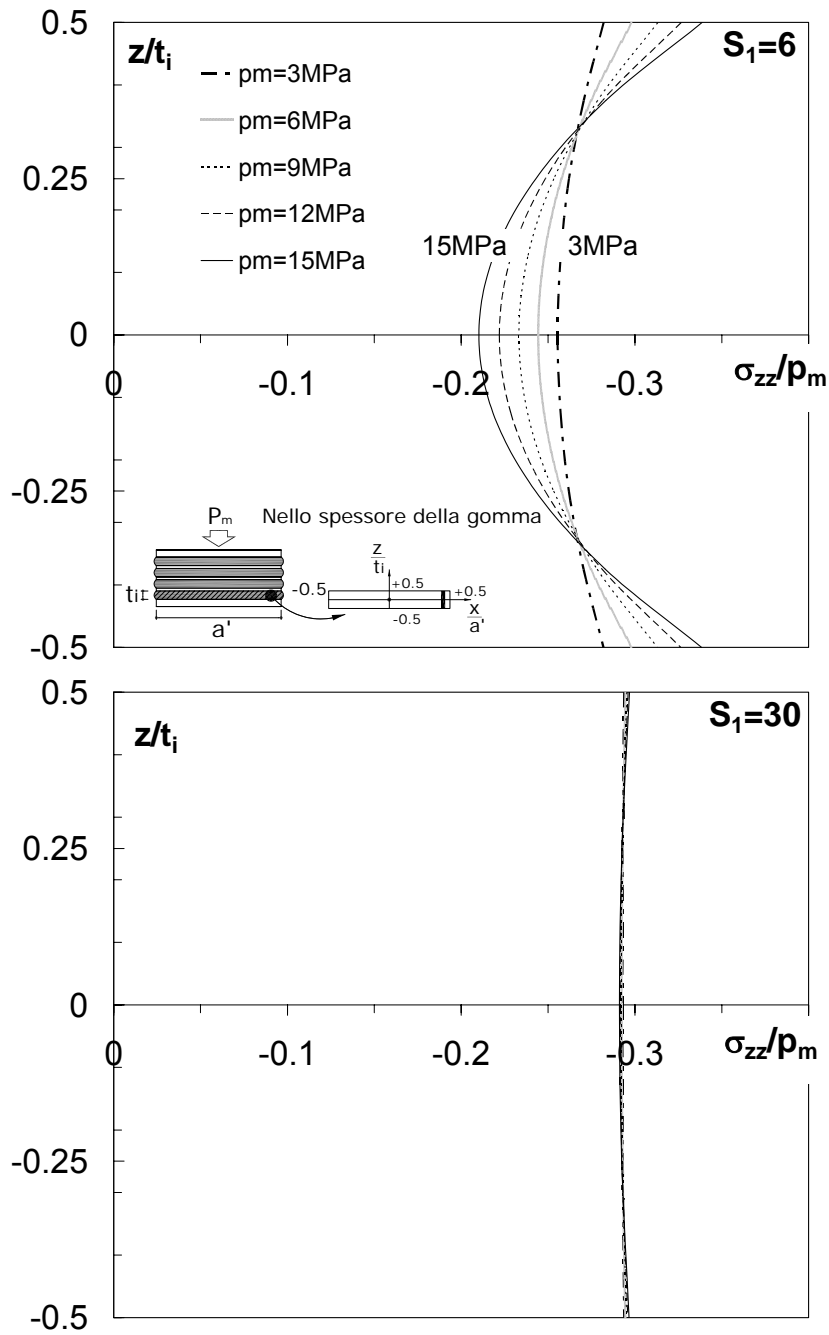 0.5
z/ti
S1=6
pm=3MPa
pm=6MPa
pm=9MPa
pm=12MPa
pm=15MPa
0.25
15MPa
3MPa
0
0
-0.1
-0.2
-0.3
σzz/pm
-0.25
Pm
Nello spessore della gomma
ti
a'
z
ti
+0.5
-0.5
+0.5
-0.5
x
a'
-0.5
0.5
z/ti
S1=30
0.25
0
0
-0.1
-0.2
-0.3
σzz/pm
-0.25
-0.5